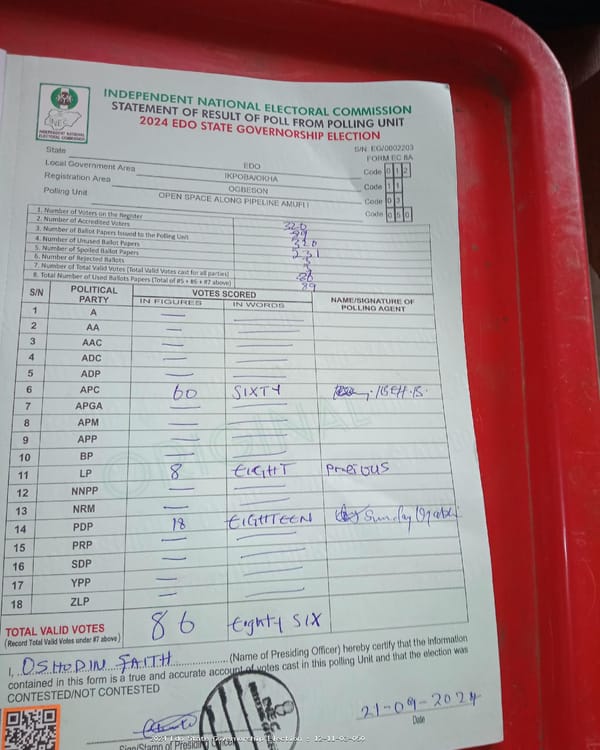 INDEPENDENT NATIONAL ELECTORAL COMMISSION
STATEMENT OF RESULT OF POLL FROM POLLING UNIT
2024 EDO STATE GOVERNORSHIP ELECTION
INEC
INDEPENDENT NATIONAL
ELECTORAL COMMISSION
S/N: EG/0002203
FORM EC 8A
State EDO Code 0 1 2
Local Government Area IKPOBA/OKHA Code 1 1
Registration Area OGBESON Code 0 3
Polling Unit OPEN SPACE ALONG PIPELINE AMUFLI Code 0 5 0
1. Number of Voters on the Register 320
2. Number of Accredited Voters 89
3. Number of Ballot Papers Issued to the Polling Unit 320
4. Number of Unused Ballot Papers 231
5. Number of Spoiled Ballot Papers
6. Number of Rejected Ballots
7. Number of Total Valid Votes (Total Valid Votes cast for all parties) 86
8. Total Number of Used Ballots Papers (Total of #5 + #6 + #7 above) 89
S/N POLITICAL PARTY VOTES SCORED NAME/SIGNATURE OF POLLING AGENT
IN FIGURES IN WORDS
1 A — —
2 AA — —
3 AAC — —
4 ADC — —
5 ADP — —
6 APC 60 SIXTY
7 APGA — —
8 APM — —
9 APP — —
10 BP — —
11 LP 8 EIGHT Precious
12 NNPP — —
13 NRM — —
14 PDP 18 EIGHTEEN Sunday
15 PRP — —
16 SDP — —
17 YPP — —
18 ZLP — —
ORIGINAL
TOTAL VALID VOTES 86 Eighty SIX
(Record Total Valid Votes under #7 above)
I, OSHODIN FAITH (Name of Presiding Officer) hereby certify that the information
contained in this form is a true and accurate account of votes cast in this polling Unit and that the election was
CONTESTED/NOT CONTESTED
21-09-2024
Date
Sign/Stamp of Presiding Officer
2024 Edo State Governorship Election - 12-11-03-050